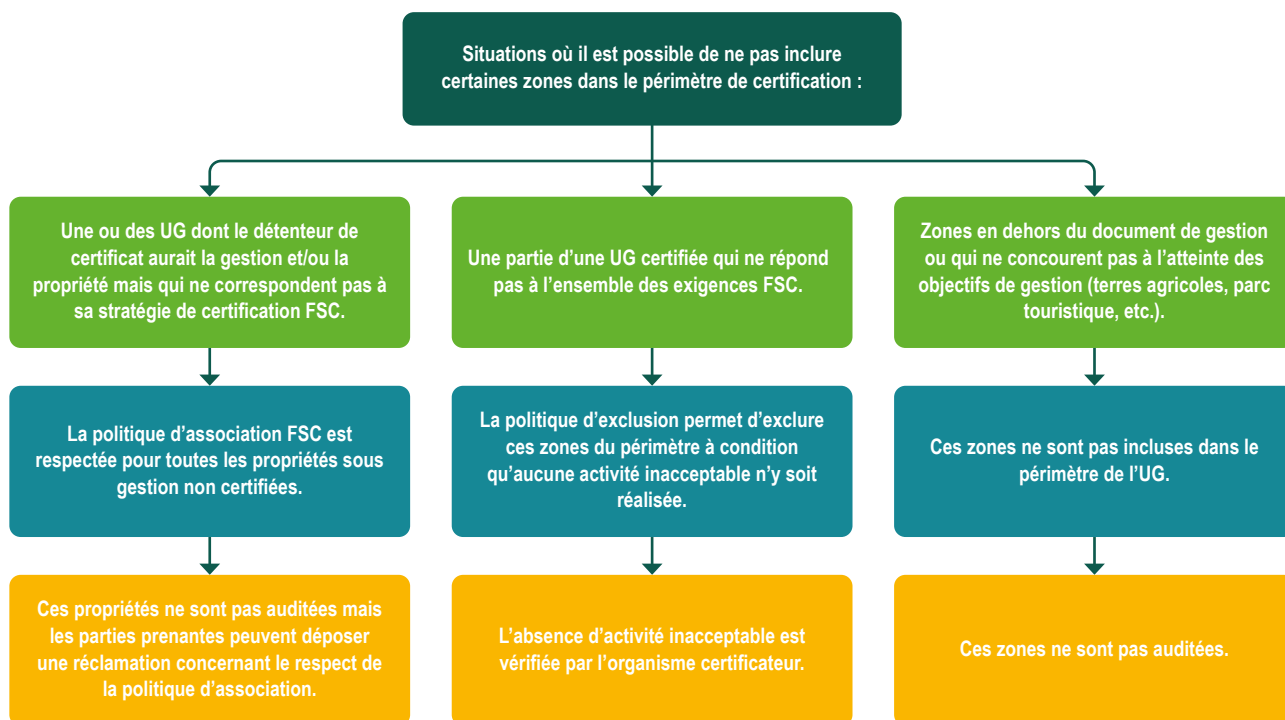 Situations où il est possible de ne pas inclure
certaines zones dans le périmètre de certification :
Une ou des UG dont le détenteur de
certificat aurait la gestion et/ou la
propriété mais qui ne correspondent pas à
sa stratégie de certification FSC.
Une partie d’une UG certifiée qui ne répond
pas à l’ensemble des exigences FSC.
Zones en dehors du document de gestion
ou qui ne concourent pas à l’atteinte des
objectifs de gestion (terres agricoles, parc
touristique, etc.).
La politique d’association FSC est
respectée pour toutes les propriétés sous
gestion non certifiées.
La politique d’exclusion permet d’exclure
ces zones du périmètre à condition
qu’aucune activité inacceptable n’y soit
réalisée.
Ces zones ne sont pas incluses dans le
périmètre de l’UG.
Ces propriétés ne sont pas auditées mais
les parties prenantes peuvent déposer
une réclamation concernant le respect de
la politique d’association.
L’absence d’activité inacceptable est
vérifiée par l’organisme certificateur.
Ces zones ne sont pas auditées.